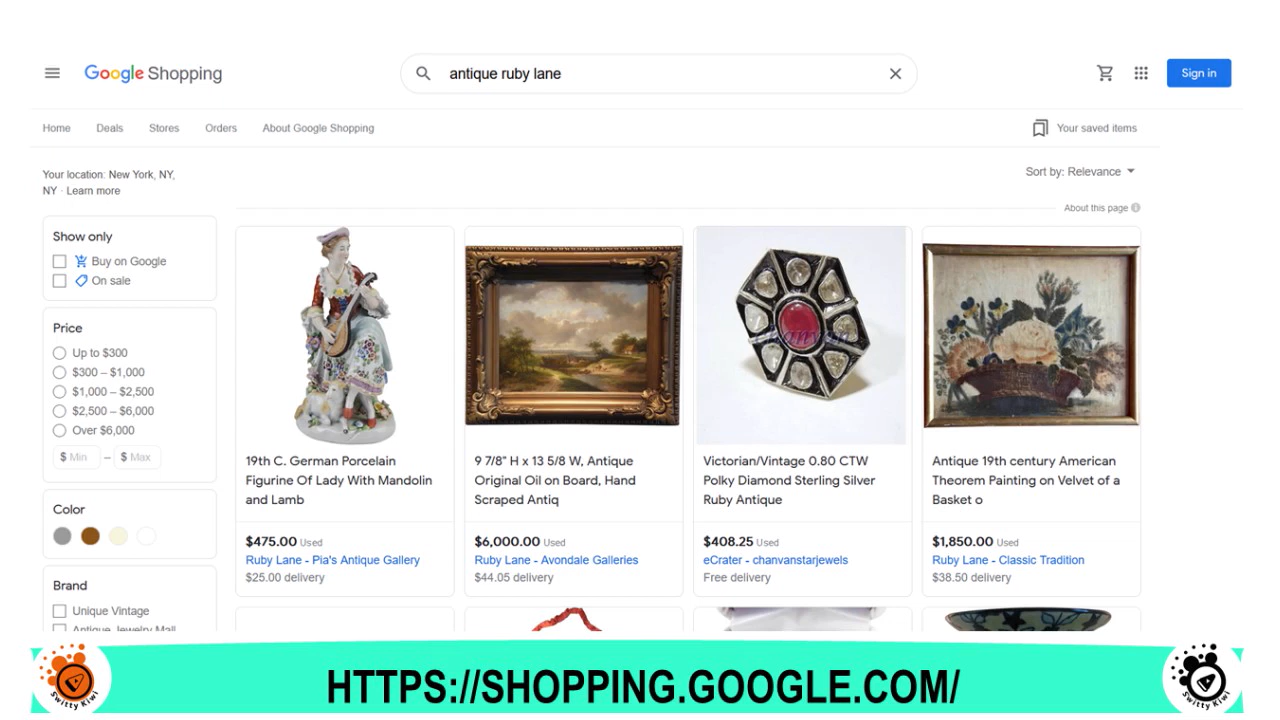 Google Shopping
antique ruby lane
Sign in
Home
Deals
Stores
Orders
About Google Shopping
Your saved items
Your location: New York, NY,
NY · Learn more
Sort by: Relevance
About this page
Show only
Buy on Google
On sale
Price
Up to $300
$300 – $1,000
$1,000 – $2,500
$2,500 – $6,000
Over $6,000
$ Min – $ Max
Color
Brand
Unique Vintage
Antique Jewelry Mall
19th C. German Porcelain
Figurine Of Lady With Mandolin
and Lamb
$475.00 Used
Ruby Lane - Pia's Antique Gallery
$25.00 delivery
9 7/8" H x 13 5/8 W, Antique
Original Oil on Board, Hand
Scraped Antiq
$6,000.00 Used
Ruby Lane - Avondale Galleries
$44.05 delivery
Victorian/Vintage 0.80 CTW
Polky Diamond Sterling Silver
Ruby Antique
$408.25 Used
eCrater - chanvanstarjewels
Free delivery
Antique 19th century American
Theorem Painting on Velvet of a
Basket o
$1,850.00 Used
Ruby Lane - Classic Tradition
$38.50 delivery
Switty Kiwi
HTTPS://SHOPPING.GOOGLE.COM/
Switty Kiwi